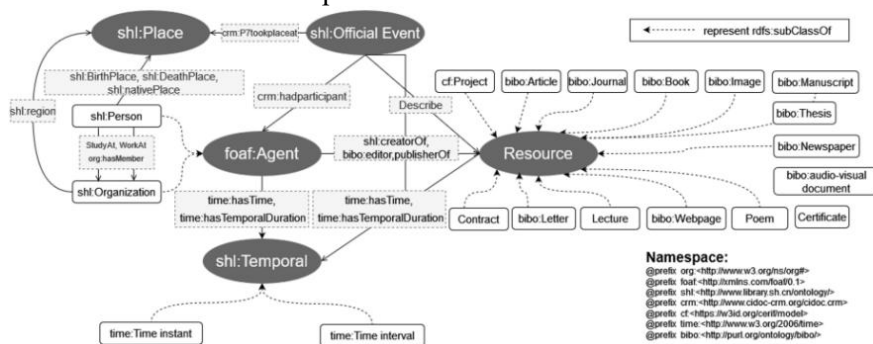 shl:Place
crm:P7tookplaceat
shl:Official Event
represent rdfs:subClassOf
shl:BirthPlace, shl:DeathPlace,
shl:nativePlace
shl:region
crm:hadparticipant
Describe
cf:Project
bibo:Article
bibo:Journal
bibo:Book
bibo:Image
bibo:Manuscript
bibo:Thesis
shl:Person
StudyAt, WorkAt
org:hasMember
shl:Organization
foaf:Agent
shl:creatorOf,
bibo:editor,publisherOf
Resource
bibo:Newspaper
bibo:audio-visual
document
time:hasTime,
time:hasTemporalDuration
time:hasTime,
time:hasTemporalDuration
Contract
bibo:Letter
Lecture
bibo:Webpage
Poem
Certificate
shl:Temporal
time:Time instant
time:Time interval
Namespace:
@prefix org:<http://www.w3.org/ns/org#>
@prefix foaf:<http://xmlns.com/foaf/0.1>
@prefix shl:<http://www.library.sh.cn/ontology/>
@prefix crm:<http://www.cidoc-crm.org/cidoc.crm>
@prefix cf:<https://w3id.org/cerif/model>
@prefix time:<http://www.w3.org/2006/time>
@prefix bibo:<http://purl.org/ontology/bibo/>